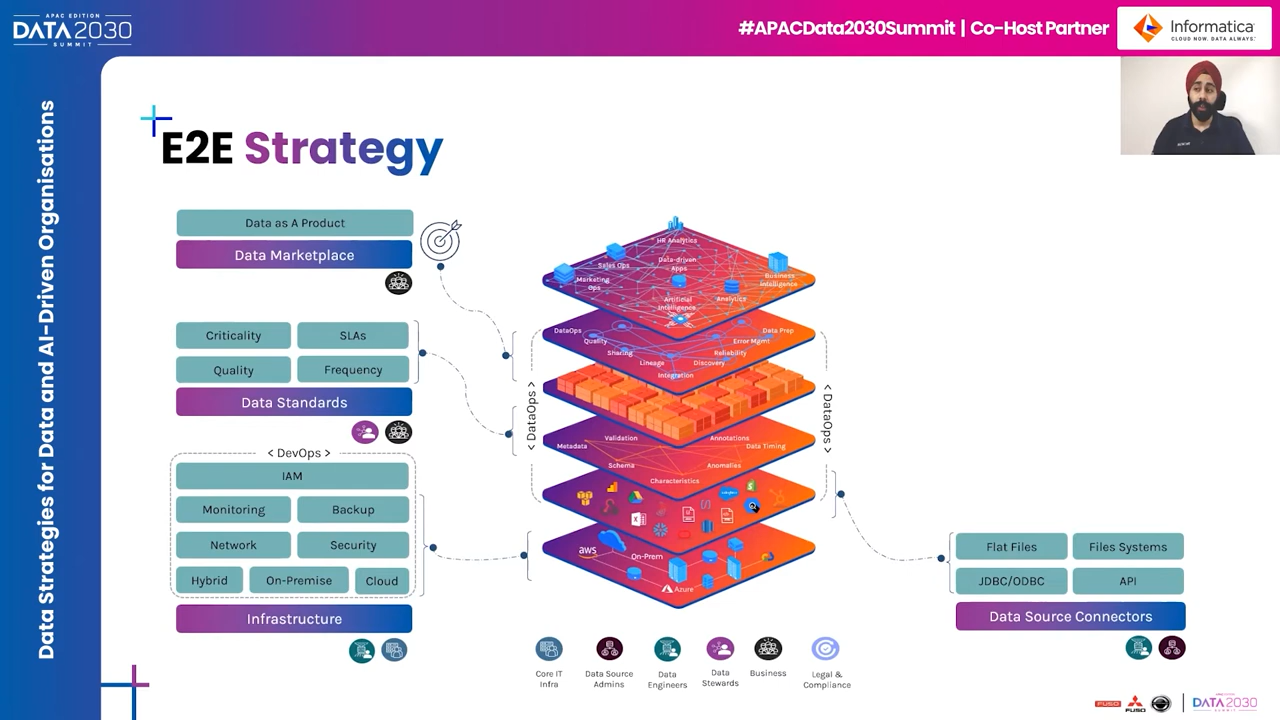 APAC EDITION
DATA2030
SUMMIT
#APACData2030Summit | Co-Host Partner
Informatica
CLOUD NOW. DATA ALWAYS.
Data Strategies for Data and AI-Driven Organisations
E2E Strategy
Data as A Product
Data Marketplace
Criticality
SLAs
Quality
Frequency
Data Standards
< DevOps >
IAM
Monitoring
Backup
Network
Security
Hybrid
On-Premise
Cloud
Infrastructure
HR Analytics
Sales Ops
Data-driven
Apps
Marketing
Ops
Business
Intelligence
Artificial
Intelligence
Analytics
DataOps
Data Prep
Quality
Error Mgmt
Sharing
Reliability
Lineage
Discovery
Integration
< DataOps >
< DataOps >
Validation
Annotations
Metadata
Data Timing
Schema
Anomalies
Characteristics
aws
On-Prem
Azure
Flat Files
Files Systems
JDBC/ODBC
API
Data Source Connectors
Core IT
Infra
Data Source
Admins
Data
Engineers
Data
Stewards
Business
Legal &
Compliance
FUSO
FUSO
DATA2030